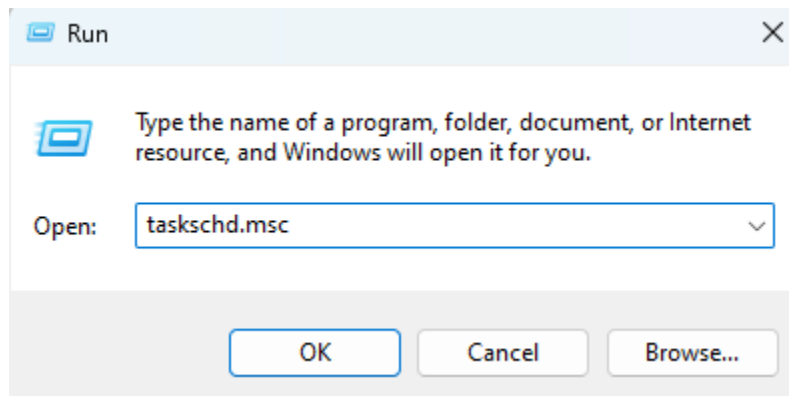 Run
Type the name of a program, folder, document, or Internet
resource, and Windows will open it for you.
Open: taskschd.msc
OK Cancel Browse...